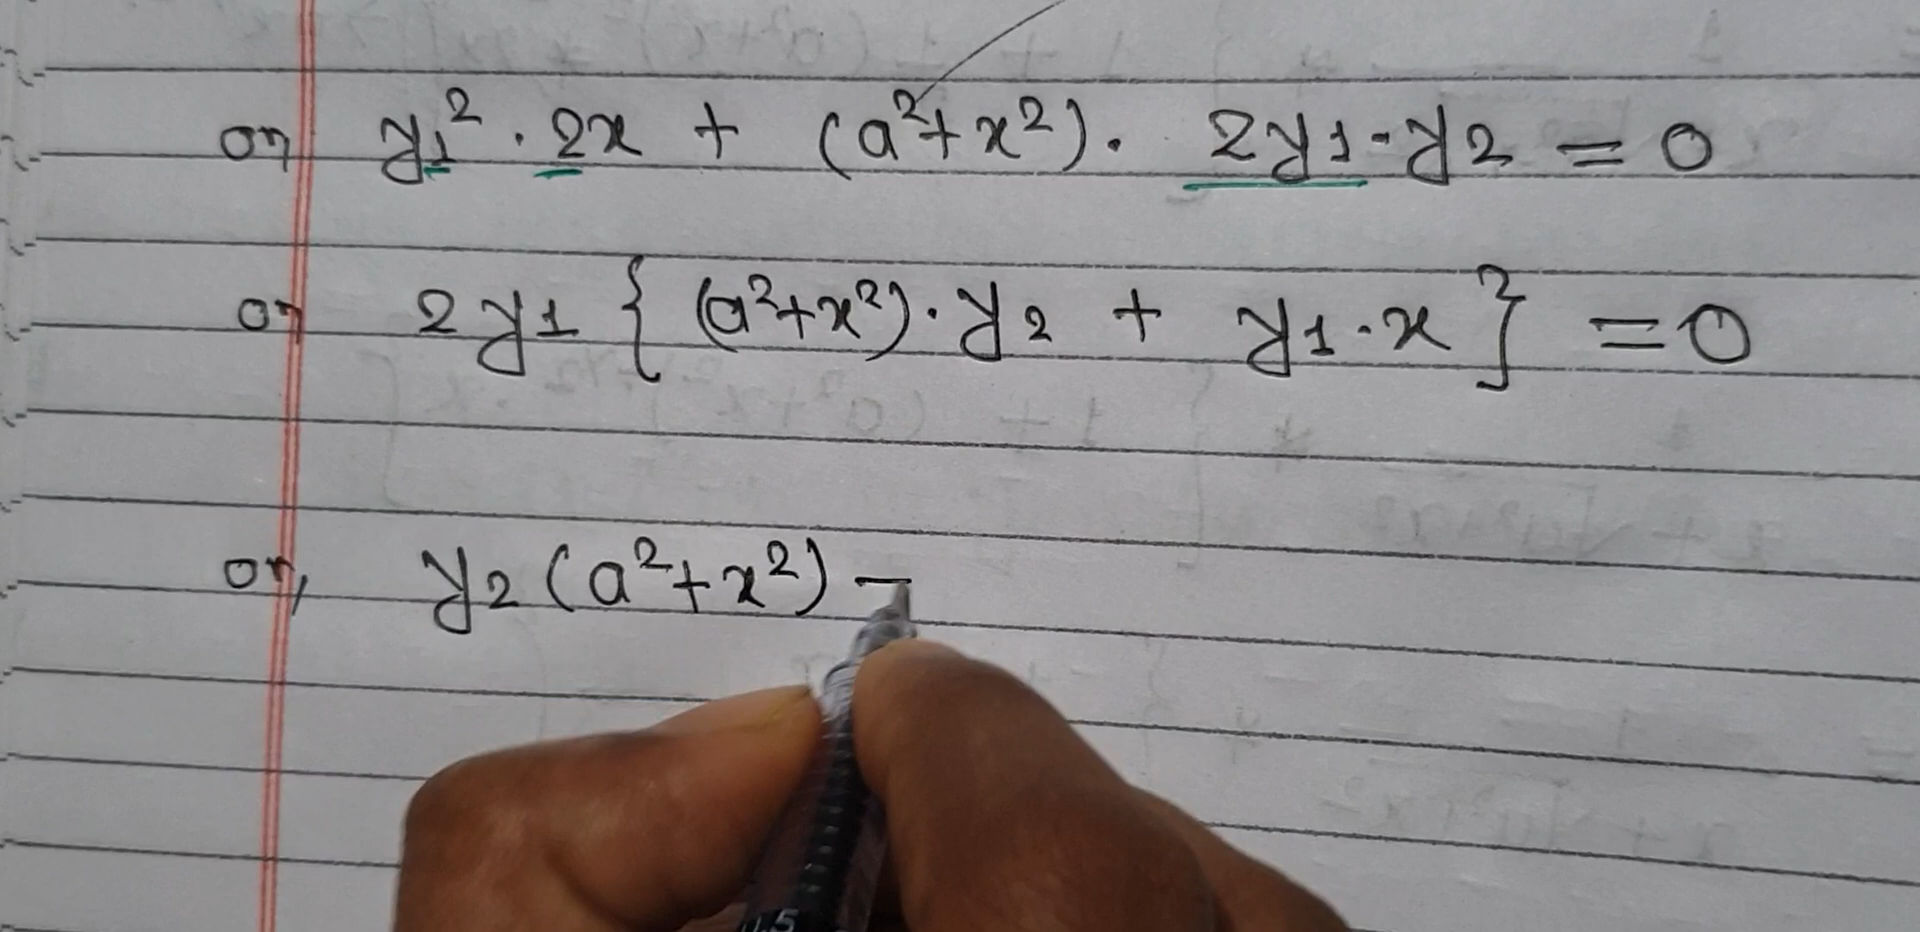 or y₁² · 2x + (a²+x²) · 2y₁ · y₂ = 0
or 2y₁ { (a²+x²) · y₂ + y₁ · x } = 0
or, y₂ (a²+x²) –